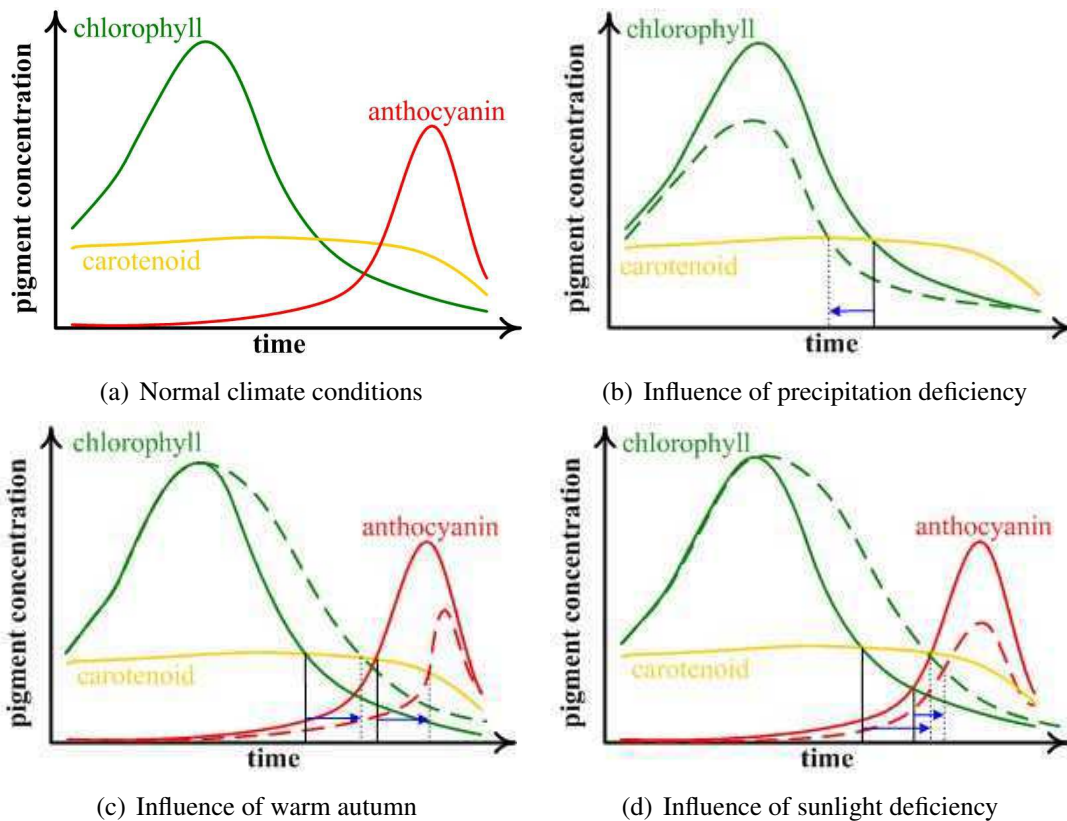 chlorophyll
anthocyanin
carotenoid
pigment concentration
time
(a) Normal climate conditions
chlorophyll
carotenoid
pigment concentration
time
(b) Influence of precipitation deficiency
chlorophyll
anthocyanin
carotenoid
pigment concentration
time
(c) Influence of warm autumn
chlorophyll
anthocyanin
carotenoid
pigment concentration
time
(d) Influence of sunlight deficiency